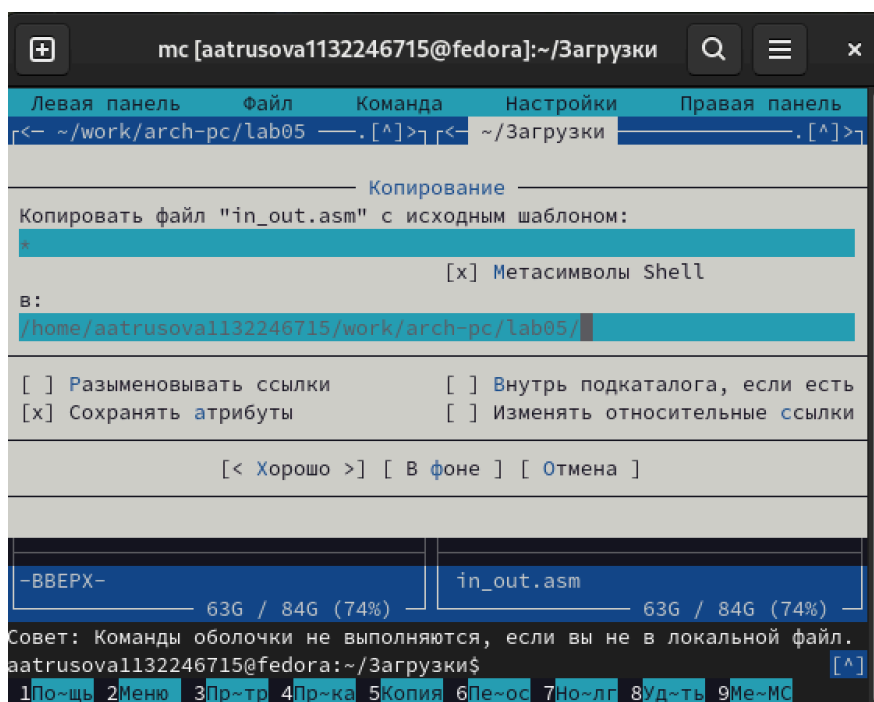 mc [aatrusova1132246715@fedora]:~/Загрузки
Левая панель Файл Команда Настройки Правая панель
<— ~/work/arch-pc/lab05 ——.[^]>┐┌<— ~/Загрузки ——.[^]>
Копирование
Копировать файл "in_out.asm" с исходным шаблоном:
*
[x] Метасимволы Shell
в:
/home/aatrusova1132246715/work/arch-pc/lab05/
[ ] Разыменовывать ссылки [ ] Внутрь подкаталога, если есть
[x] Сохранять атрибуты [ ] Изменять относительные ссылки
[< Хорошо >] [ В фоне ] [ Отмена ]
-ВВЕРХ- in_out.asm
63G / 84G (74%) 63G / 84G (74%)
Совет: Команды оболочки не выполняются, если вы не в локальной файл.
aatrusova1132246715@fedora:~/Загрузки$ [^]
1По~щь 2Меню 3Пр~тр 4Пр~ка 5Копия 6Пе~ос 7Но~лг 8Уд~ть 9Ме~МС